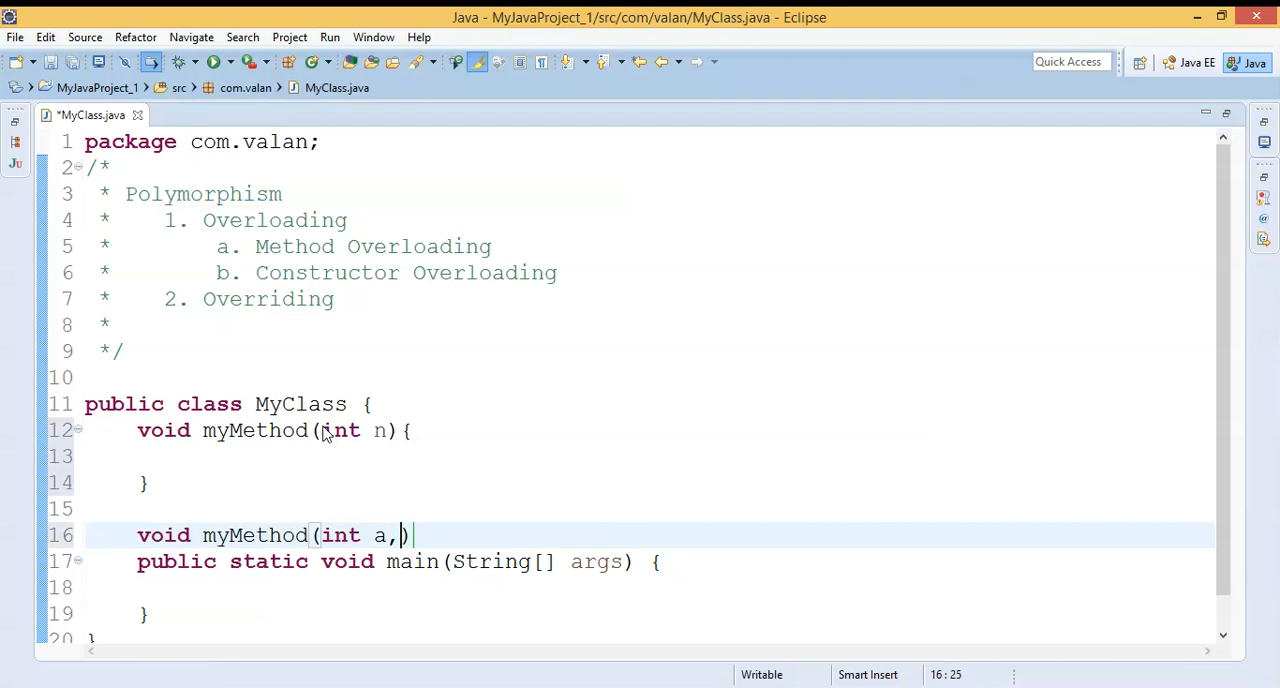 Java - MyJavaProject_1/src/com/valan/MyClass.java - Eclipse
File Edit Source Refactor Navigate Search Project Run Window Help
Quick Access Java EE Java
MyJavaProject_1 src com.valan MyClass.java
*MyClass.java
1 package com.valan;
2 /*
3 * Polymorphism
4 * 1. Overloading
5 * a. Method Overloading
6 * b. Constructor Overloading
7 * 2. Overriding
8 *
9 */
10
11 public class MyClass {
12 void myMethod(int n){
13
14 }
15
16 void myMethod(int a,)
17 public static void main(String[] args) {
18
19 }
20 }
Writable Smart Insert 16 : 25